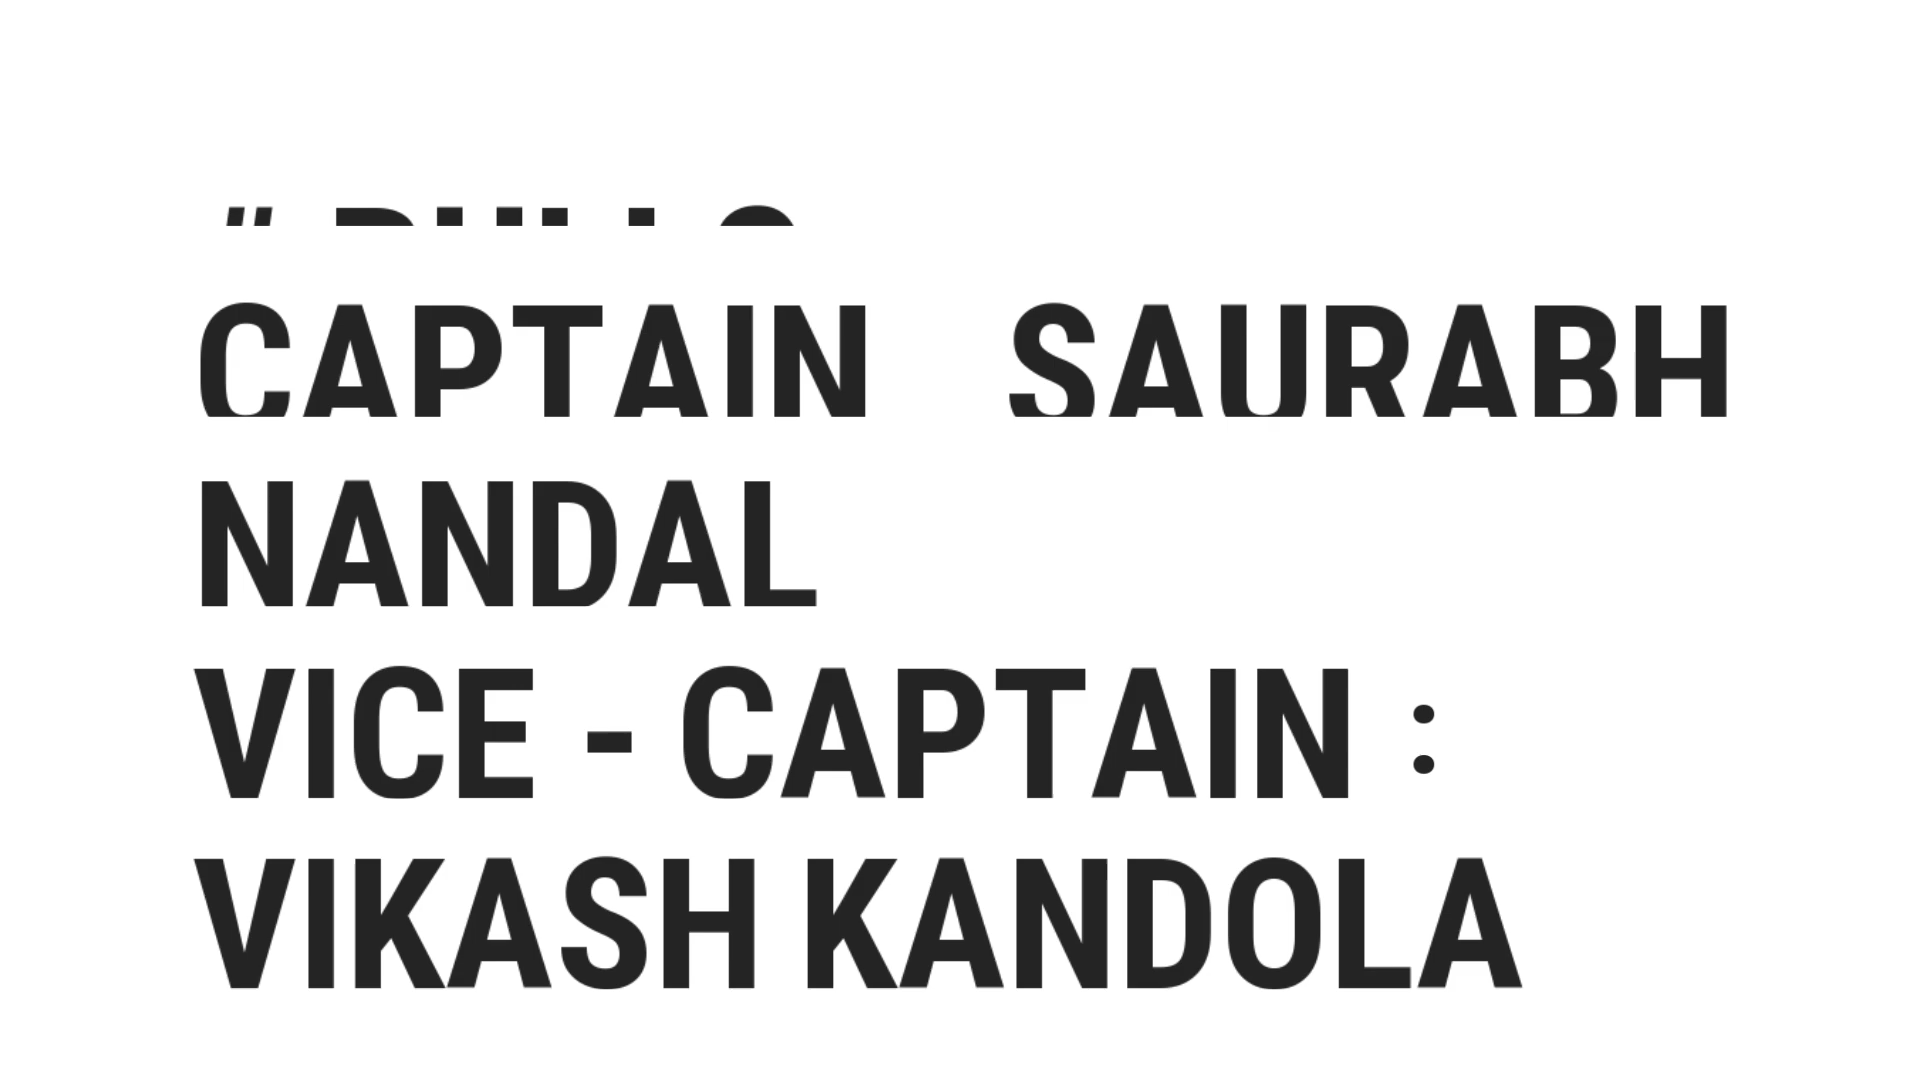 CAPTAIN SAURABH
NANDAL
VICE - CAPTAIN :
VIKASH KANDOLA